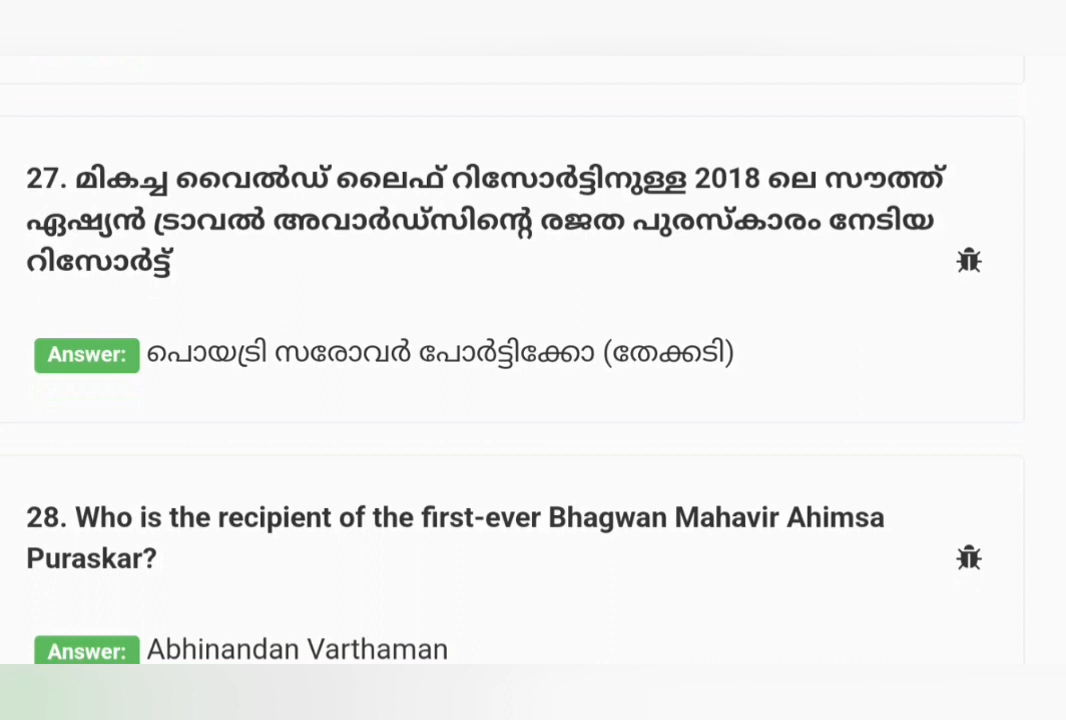 27. മികച്ച വൈൽഡ് ലൈഫ് റിസോർട്ടിനുള്ള 2018 ലെ സൗത്ത്
ഏഷ്യൻ ട്രാവൽ അവാർഡ്സിന്റെ രജത പുരസ്കാരം നേടിയ
റിസോർട്ട്
Answer: പൊയട്രി സരോവർ പോർട്ടിക്കോ (തേക്കടി)
28. Who is the recipient of the first-ever Bhagwan Mahavir Ahimsa
Puraskar?
Answer: Abhinandan Varthaman